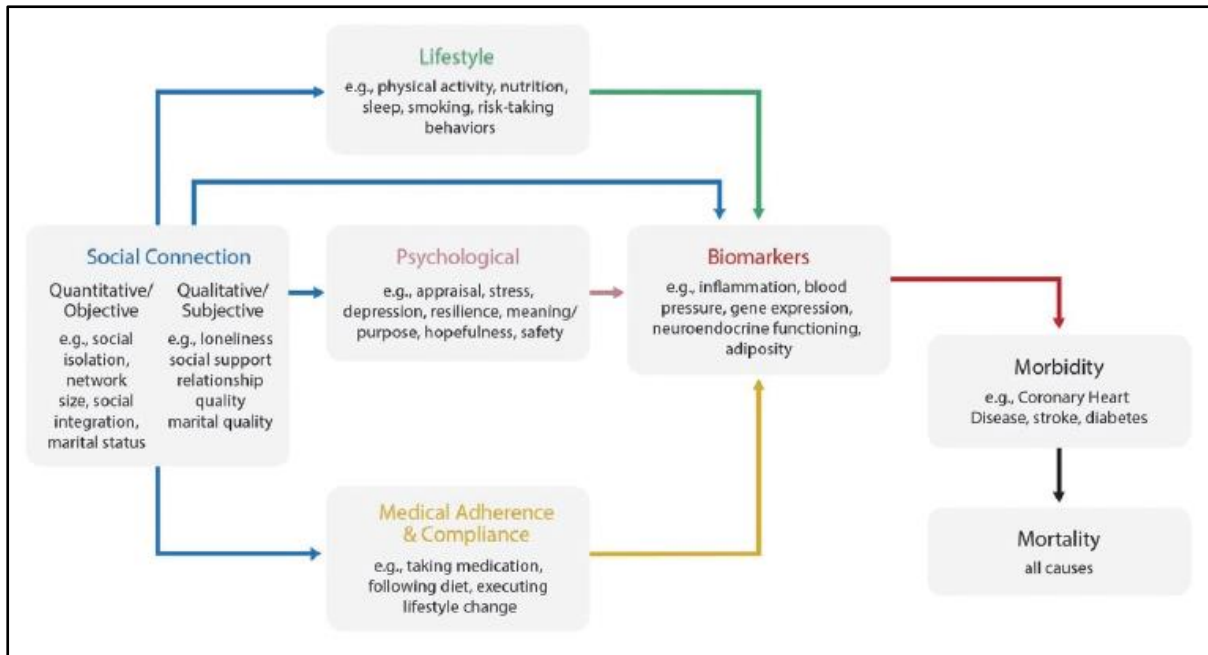 Lifestyle
e.g., physical activity, nutrition,
sleep, smoking, risk-taking
behaviors
Social Connection
Quantitative/
Objective
e.g., social
isolation,
network
size, social
integration,
marital status
Qualitative/
Subjective
e.g., loneliness
social support
relationship
quality
marital quality
Psychological
e.g., appraisal, stress,
depression, resilience, meaning/
purpose, hopefulness, safety
Medical Adherence
& Compliance
e.g., taking medication,
following diet, executing
lifestyle change
Biomarkers
e.g., inflammation, blood
pressure, gene expression,
neuroendocrine functioning,
adiposity
Morbidity
e.g., Coronary Heart
Disease, stroke, diabetes
Mortality
all causes